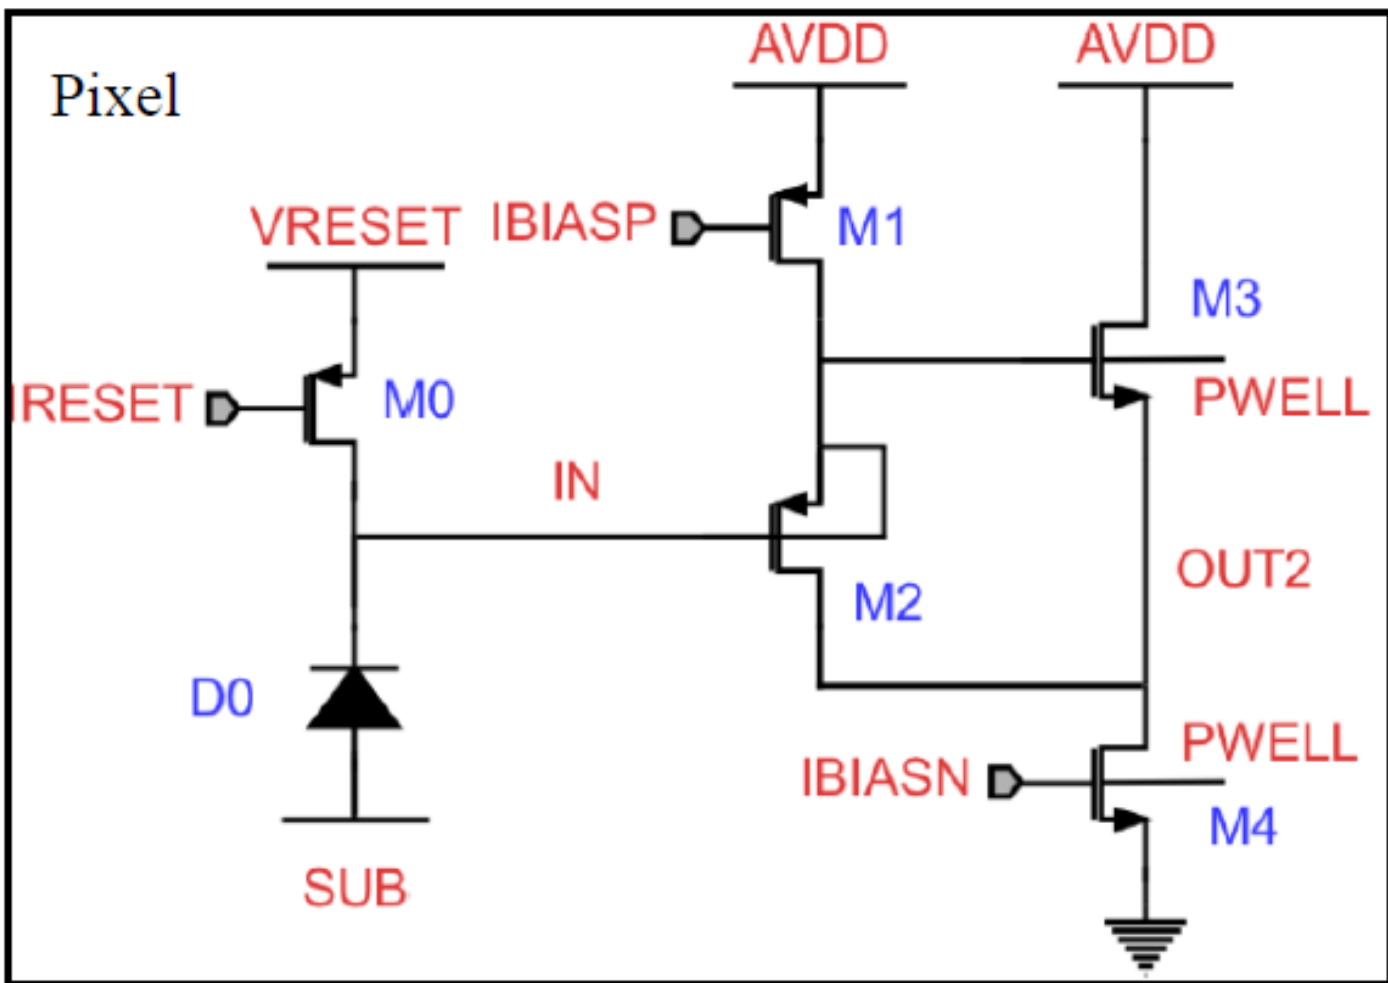 Pixel
AVDD
AVDD
VRESET
IBIASP
M1
M3
IRESET
M0
PWELL
IN
OUT2
M2
D0
PWELL
IBIASN
M4
SUB